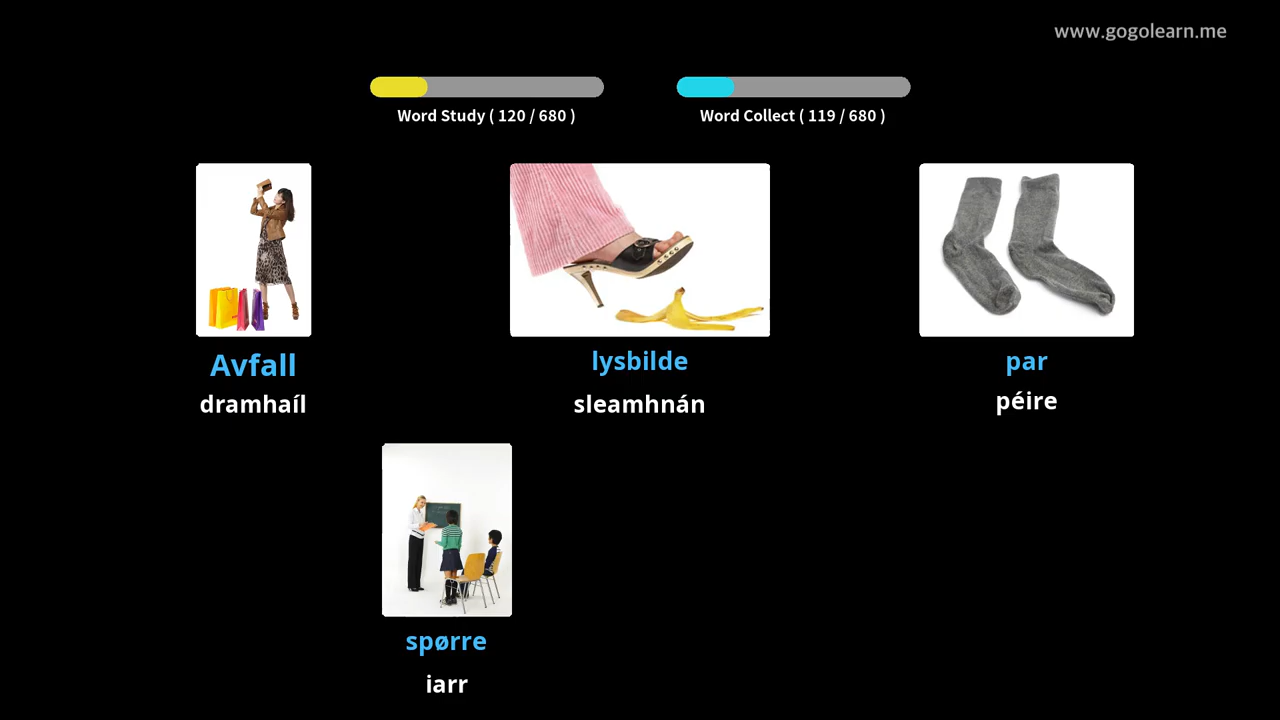 www.gogolearn.me
Word Study ( 120 / 680 )
Word Collect ( 119 / 680 )
Avfall
dramhaíl
lysbilde
sleamhnán
par
péire
spørre
iarr